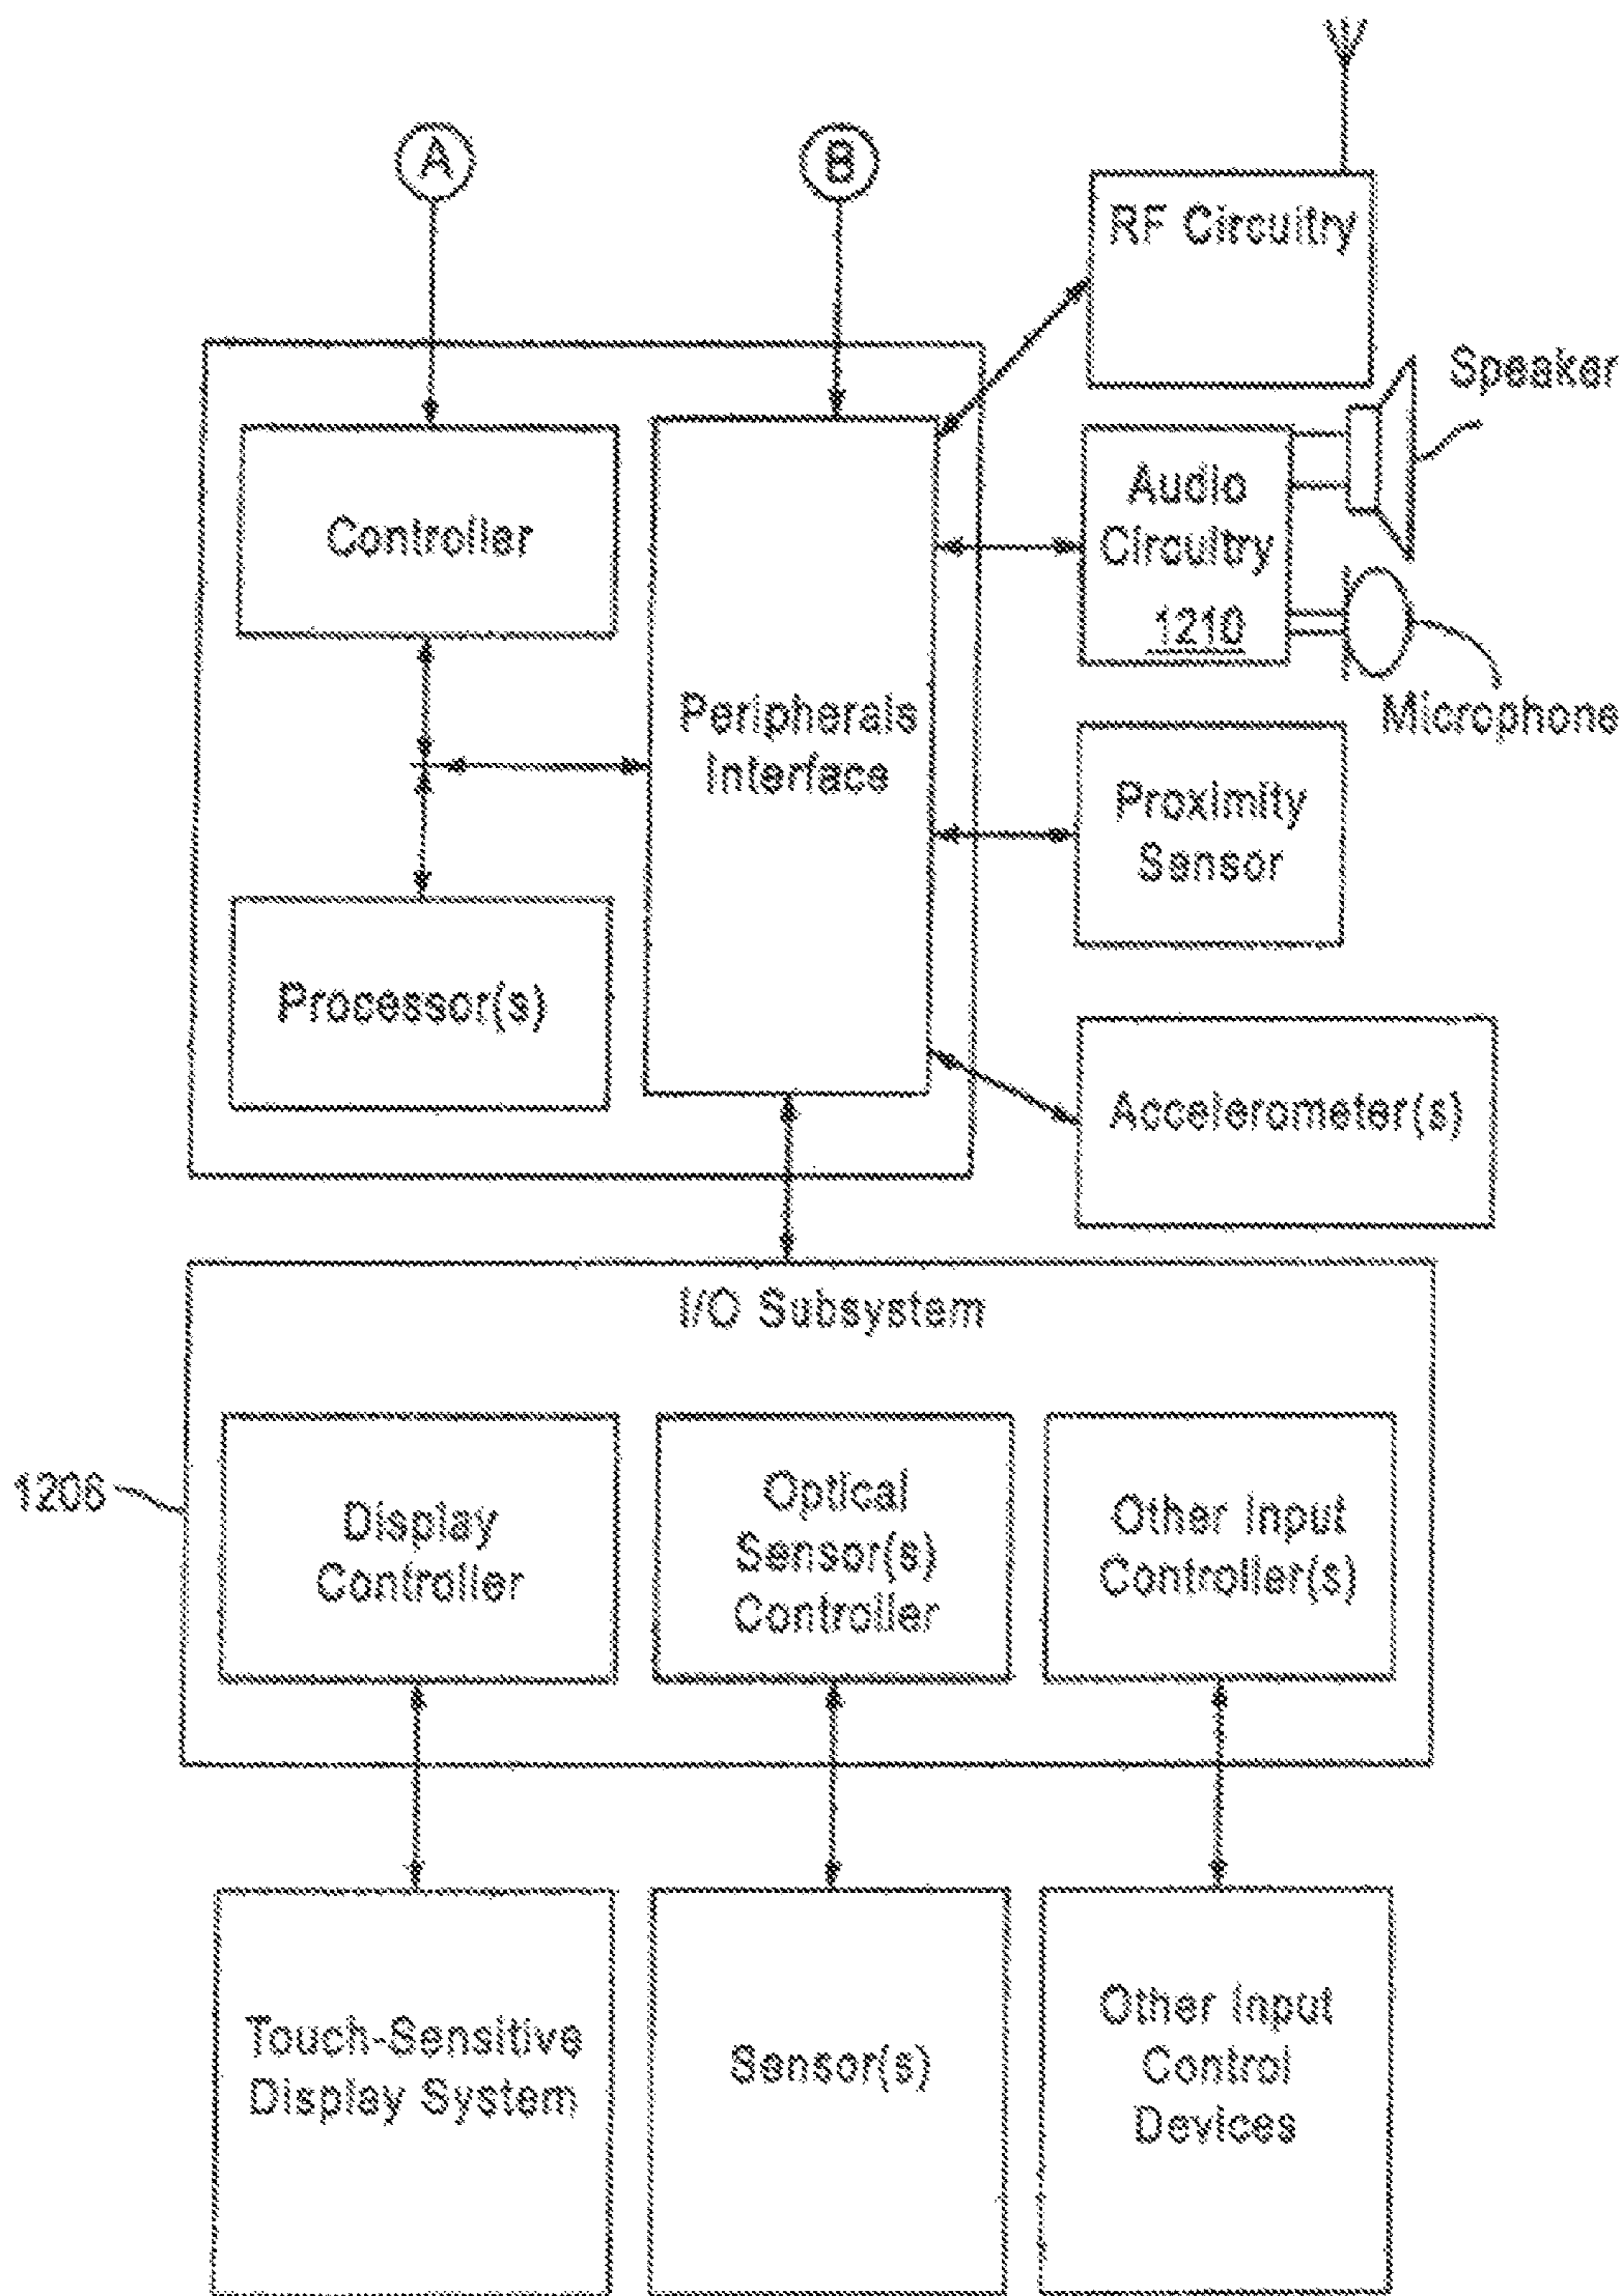 A
B
RF Circuitry
Speaker
Controller
Audio
Circuitry
1210
Microphone
Peripherals
Interface
Proximity
Sensor
Processor(s)
Accelerometer(s)
I/O Subsystem
1206
Display
Controller
Optical
Sensor(s)
Controller
Other Input
Controller(s)
Touch-Sensitive
Display System
Sensor(s)
Other Input
Control
Devices